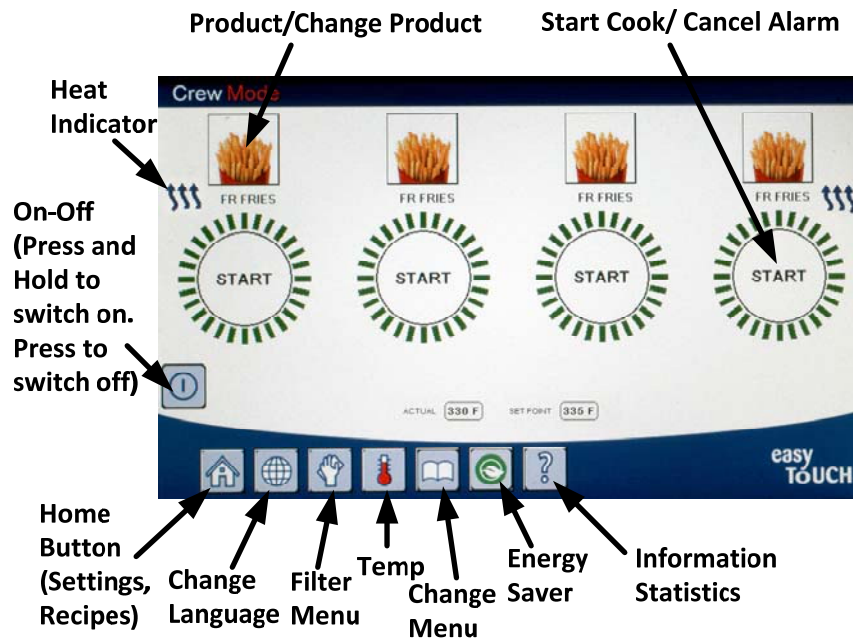 Product/Change Product
Start Cook/ Cancel Alarm
Heat
Indicator
Crew Mode
FR FRIES
FR FRIES
FR FRIES
FR FRIES
On-Off
(Press and
Hold to
switch on.
Press to
switch off)
START
START
START
START
ACTUAL 330 F SETPOINT 335 F
easy
TOUCH
?
Home
Button
(Settings,
Recipes)
Change
Language
Filter
Menu
Temp
Change
Menu
Energy
Saver
Information
Statistics